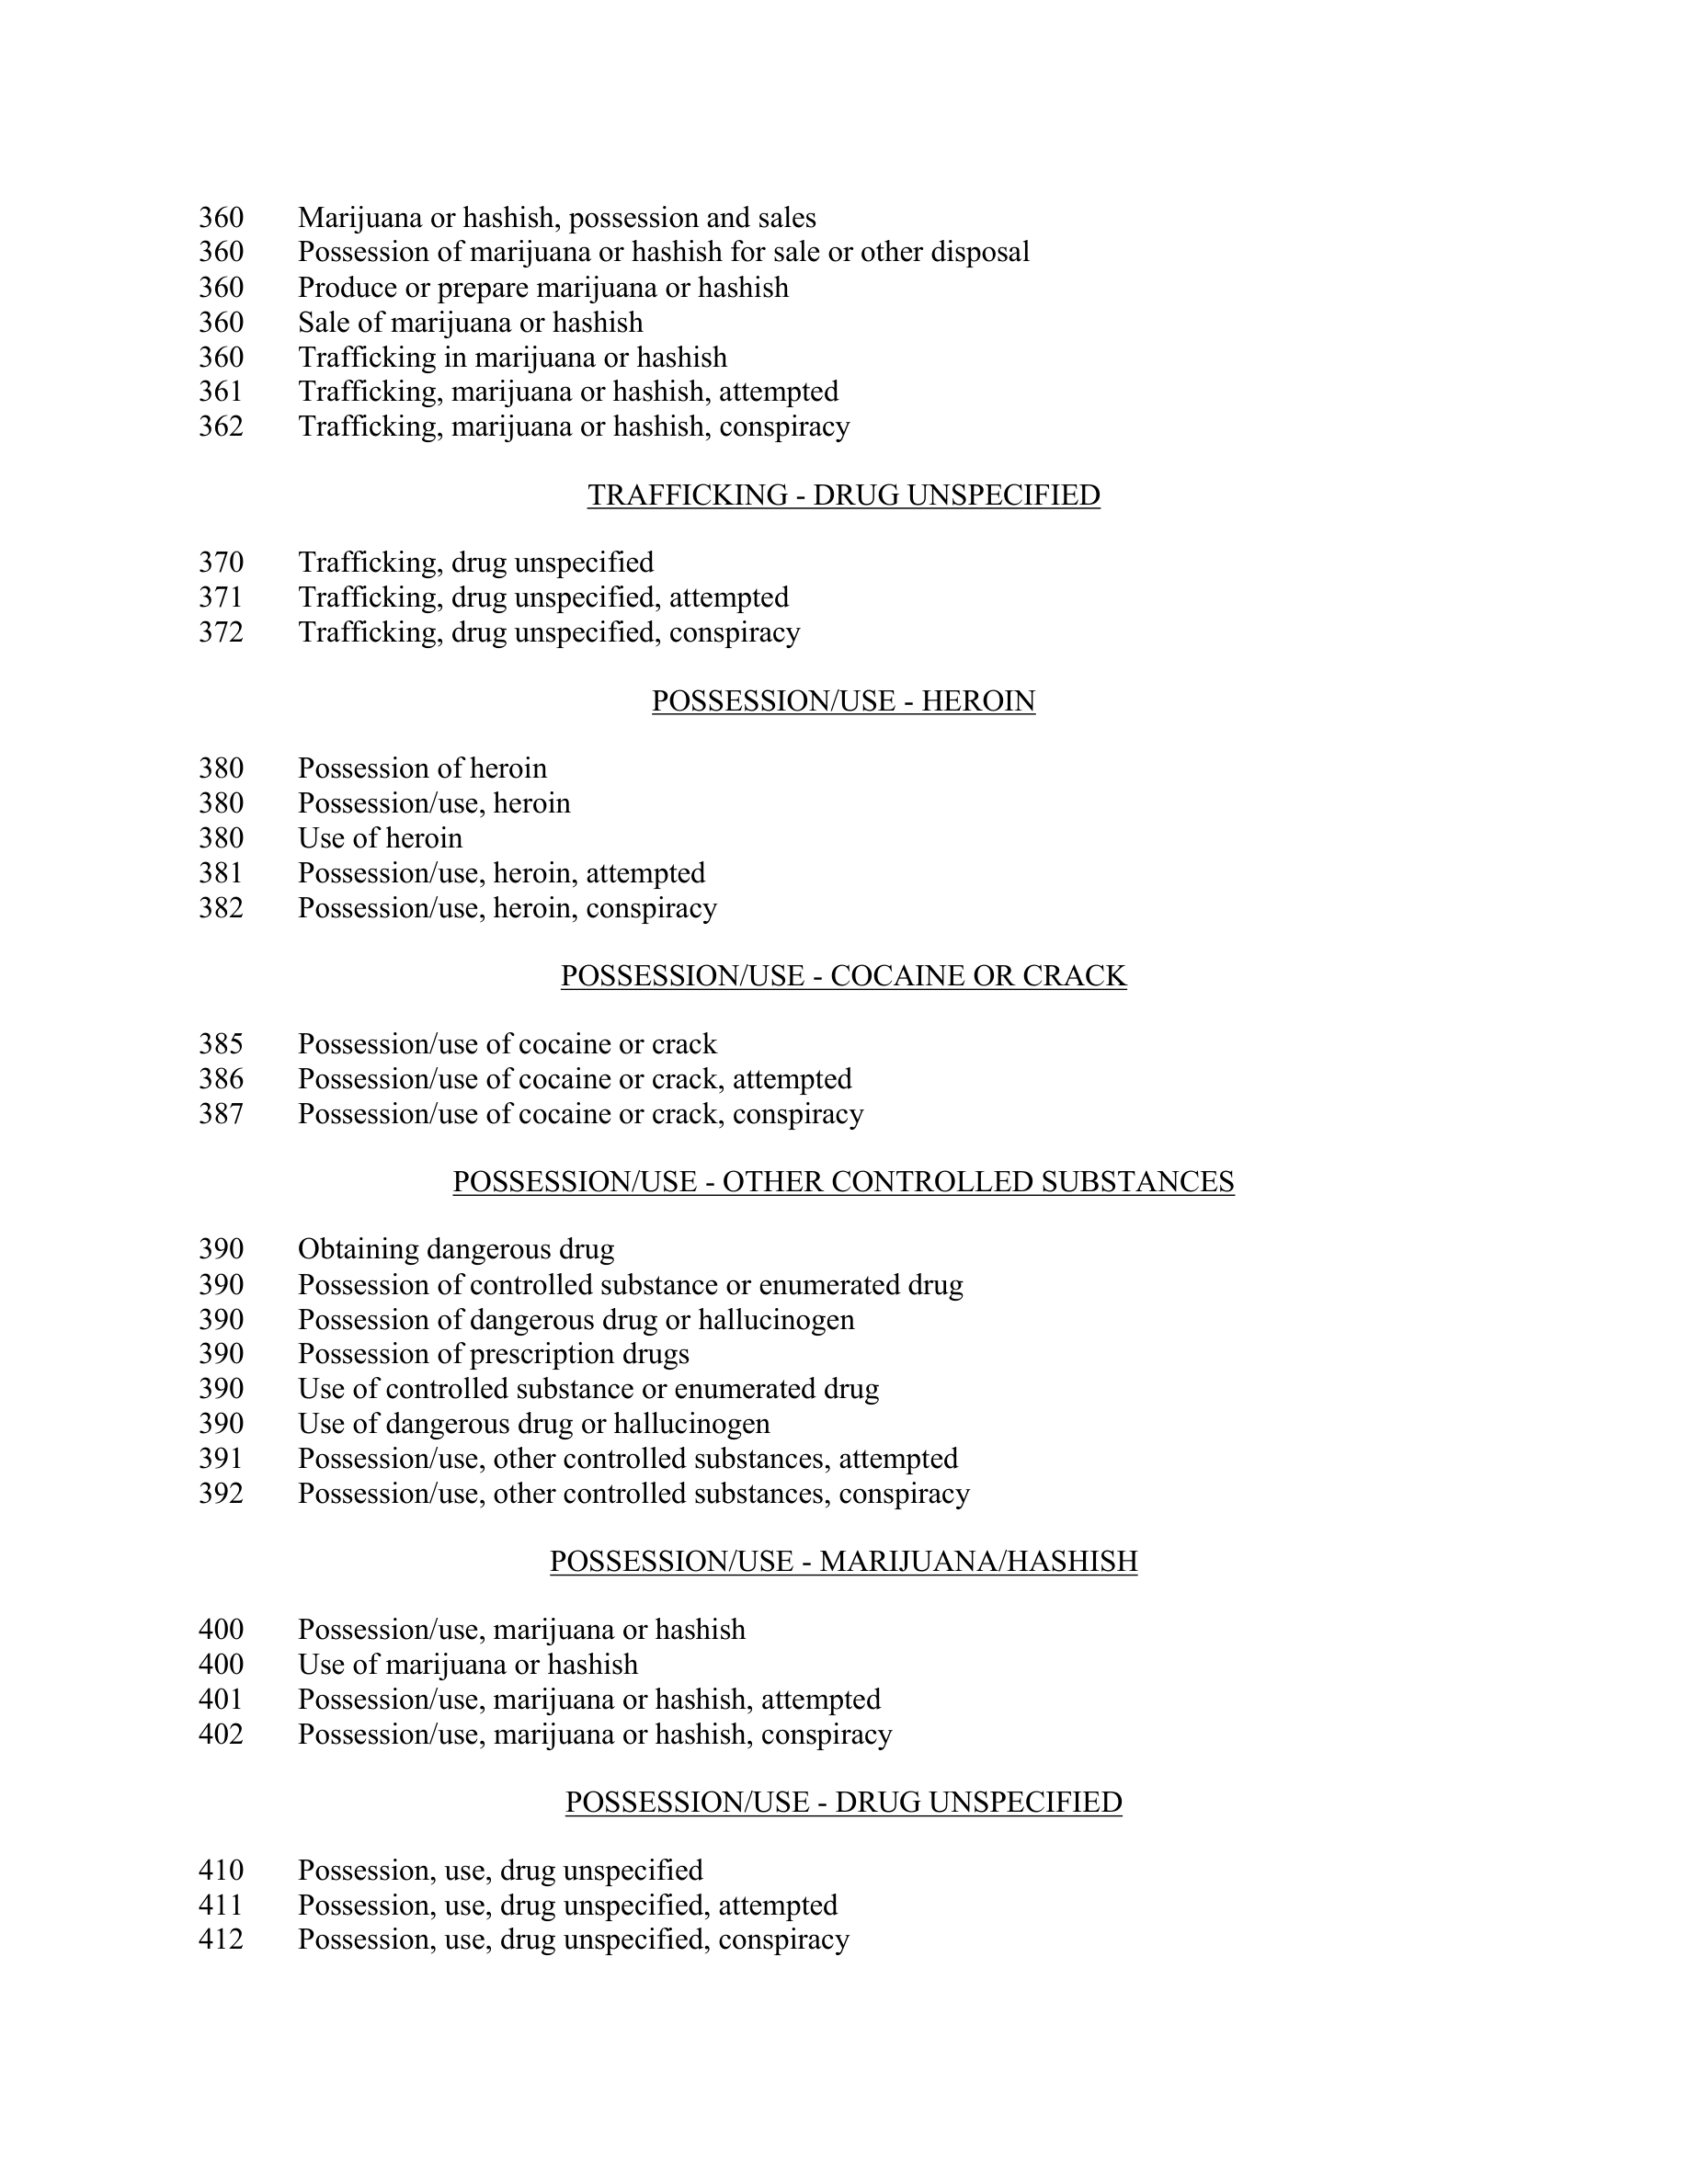 360 Marijuana or hashish, possession and sales
360 Possession of marijuana or hashish for sale or other disposal
360 Produce or prepare marijuana or hashish
360 Sale of marijuana or hashish
360 Trafficking in marijuana or hashish
361 Trafficking, marijuana or hashish, attempted
362 Trafficking, marijuana or hashish, conspiracy
TRAFFICKING - DRUG UNSPECIFIED
370 Trafficking, drug unspecified
371 Trafficking, drug unspecified, attempted
372 Trafficking, drug unspecified, conspiracy
POSSESSION/USE - HEROIN
380 Possession of heroin
380 Possession/use, heroin
380 Use of heroin
381 Possession/use, heroin, attempted
382 Possession/use, heroin, conspiracy
POSSESSION/USE - COCAINE OR CRACK
385 Possession/use of cocaine or crack
386 Possession/use of cocaine or crack, attempted
387 Possession/use of cocaine or crack, conspiracy
POSSESSION/USE - OTHER CONTROLLED SUBSTANCES
390 Obtaining dangerous drug
390 Possession of controlled substance or enumerated drug
390 Possession of dangerous drug or hallucinogen
390 Possession of prescription drugs
390 Use of controlled substance or enumerated drug
390 Use of dangerous drug or hallucinogen
391 Possession/use, other controlled substances, attempted
392 Possession/use, other controlled substances, conspiracy
POSSESSION/USE - MARIJUANA/HASHISH
400 Possession/use, marijuana or hashish
400 Use of marijuana or hashish
401 Possession/use, marijuana or hashish, attempted
402 Possession/use, marijuana or hashish, conspiracy
POSSESSION/USE - DRUG UNSPECIFIED
410 Possession, use, drug unspecified
411 Possession, use, drug unspecified, attempted
412 Possession, use, drug unspecified, conspiracy